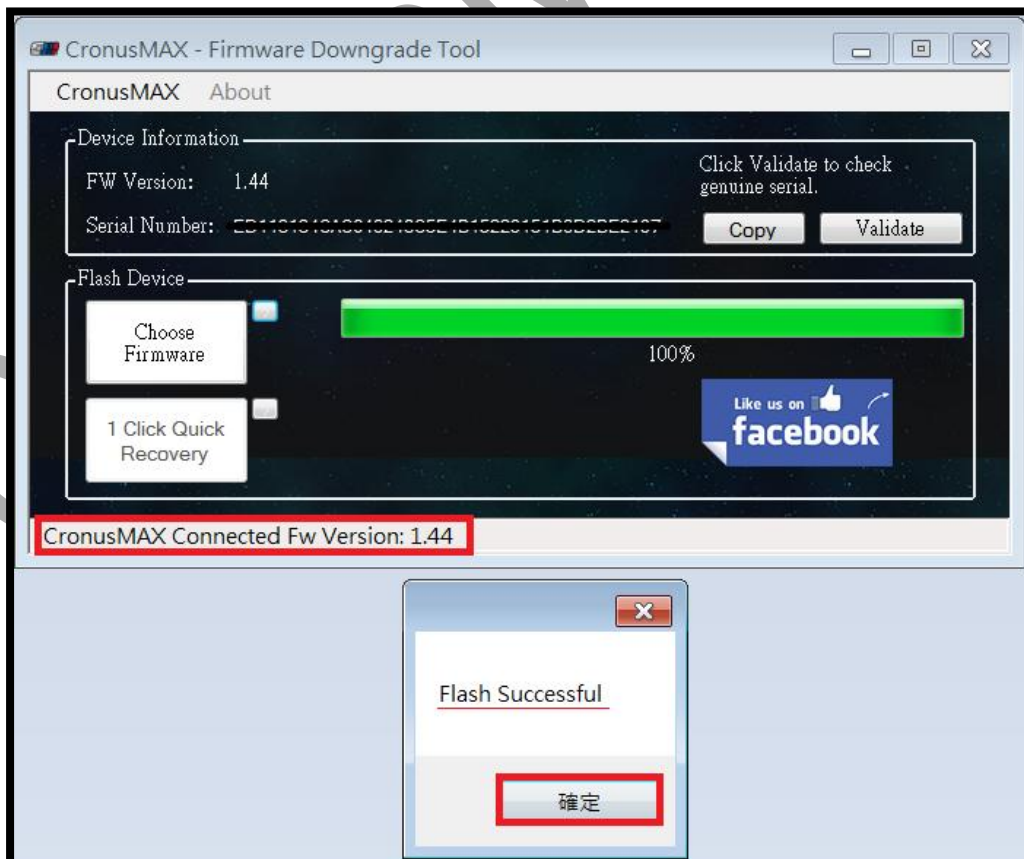 CronusMAX - Firmware Downgrade Tool
CronusMAX About
Device Information
Click Validate to check
genuine serial.
FW Version: 1.44
Serial Number:
Copy Validate
Flash Device
Choose
Firmware
100%
1 Click Quick
Recovery
Like us on
facebook
CronusMAX Connected Fw Version: 1.44
Flash Successful
確定